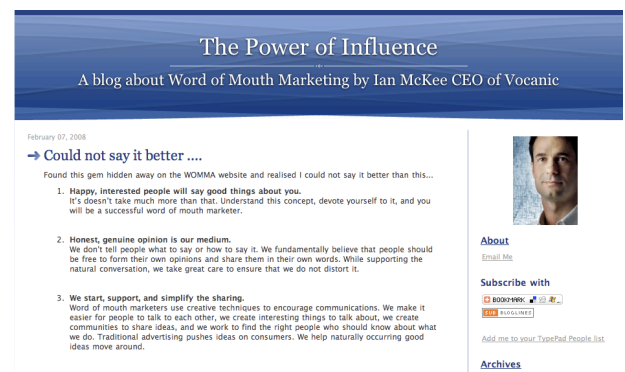 The Power of Influence
A blog about Word of Mouth Marketing by Ian McKee CEO of Vocanic
February 07, 2008
Could not say it better ....
Found this gem hidden away on the WOMMA website and realised I could not say it better than this...
1. Happy, interested people will say good things about you.
It's doesn't take much more than that. Understand this concept, devote yourself to it, and you
will be a successful word of mouth marketer.
2. Honest, genuine opinion is our medium.
We don't tell people what to say or how to say it. We fundamentally believe that people should
be free to form their own opinions and share them in their own words. While supporting the
natural conversation, we take great care to ensure that we do not distort it.
3. We start, support, and simplify the sharing.
Word of mouth marketers use creative techniques to encourage communications. We make it
easier for people to talk to each other, we create interesting things to talk about, we create
communities to share ideas, and we work to find the right people who should know about what
we do. Traditional advertising pushes ideas on consumers. We help naturally occurring good
ideas move around.
About
Email Me
Subscribe with
BOOKMARK
SUB BLOGLINES
Add me to your TypePad People list
Archives